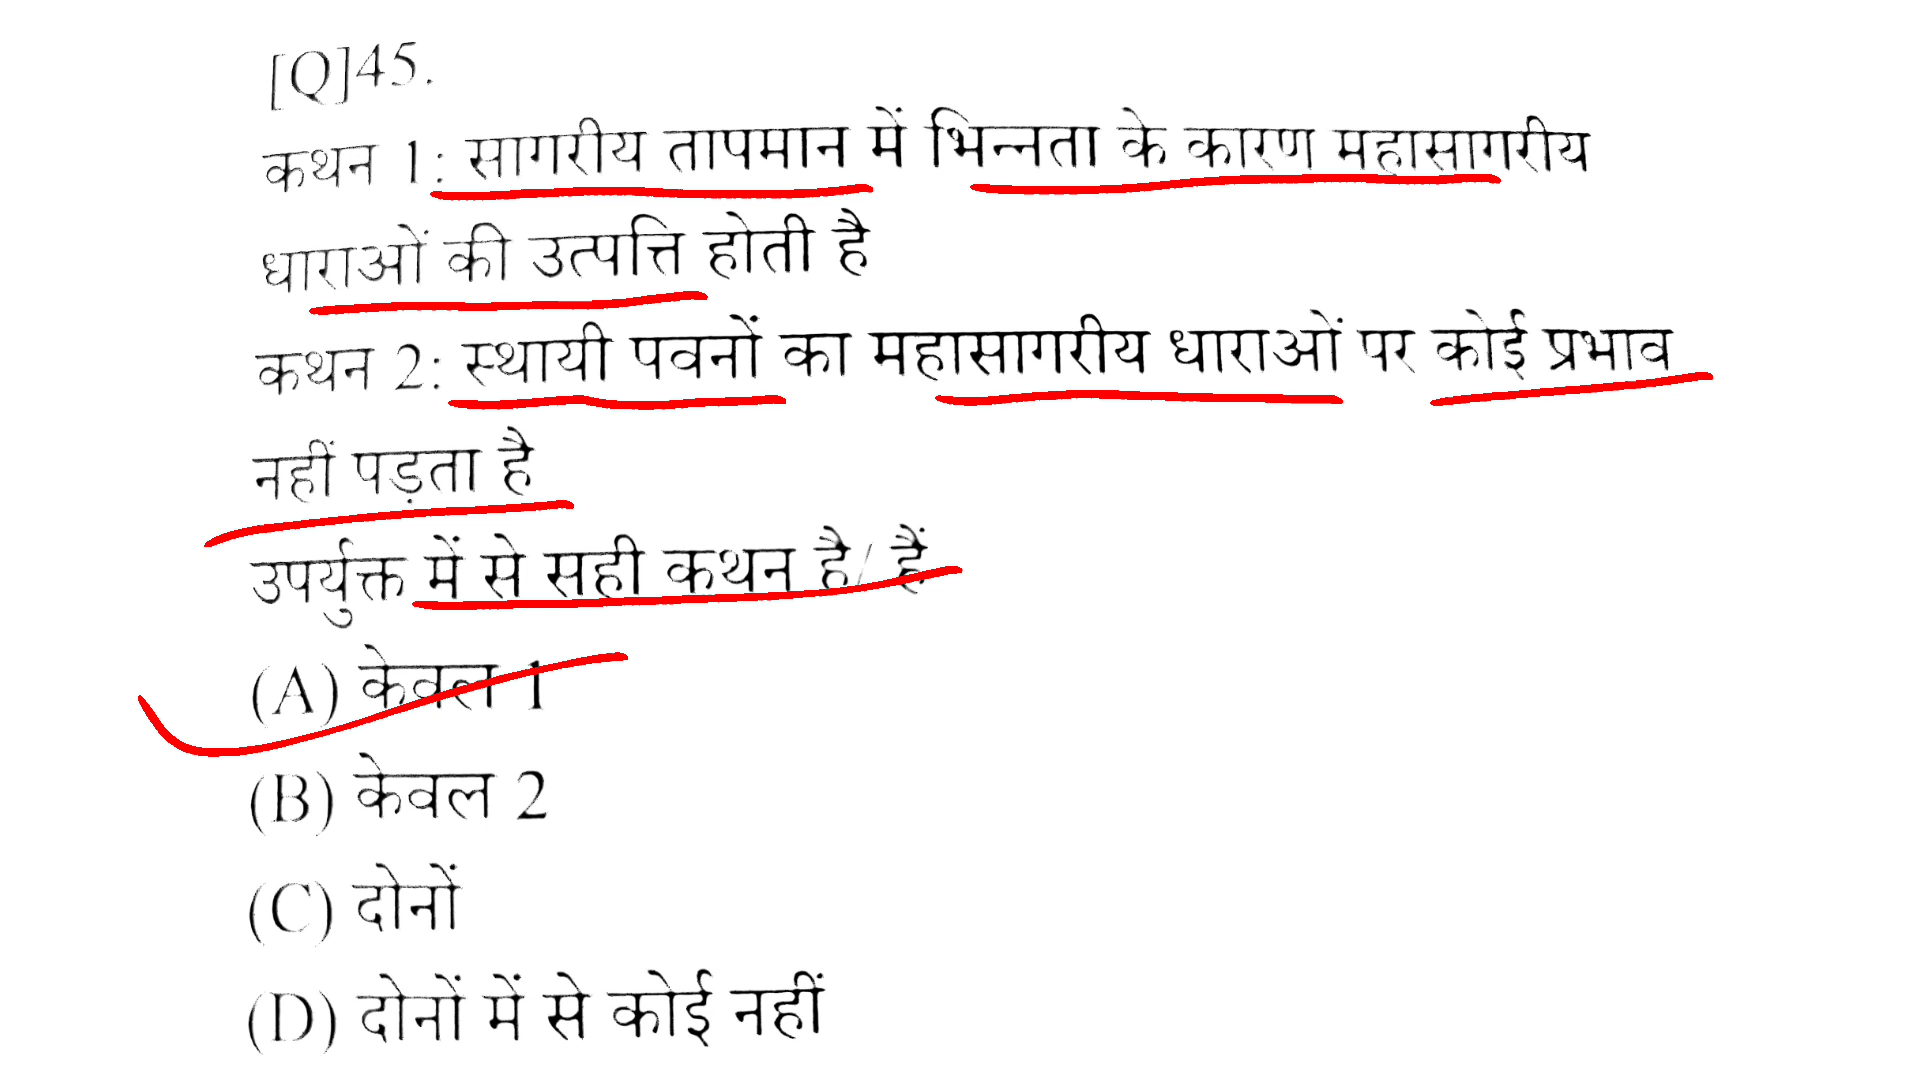 [Q]45.
कथन 1: सागरीय तापमान में भिन्नता के कारण महासागरीय
धाराओं की उत्पत्ति होती है
कथन 2: स्थायी पवनों का महासागरीय धाराओं पर कोई प्रभाव
नहीं पड़ता है
उपर्युक्त में से सही कथन है/ हैं
(A) केवल 1
(B) केवल 2
(C) दोनों
(D) दोनों में से कोई नहीं